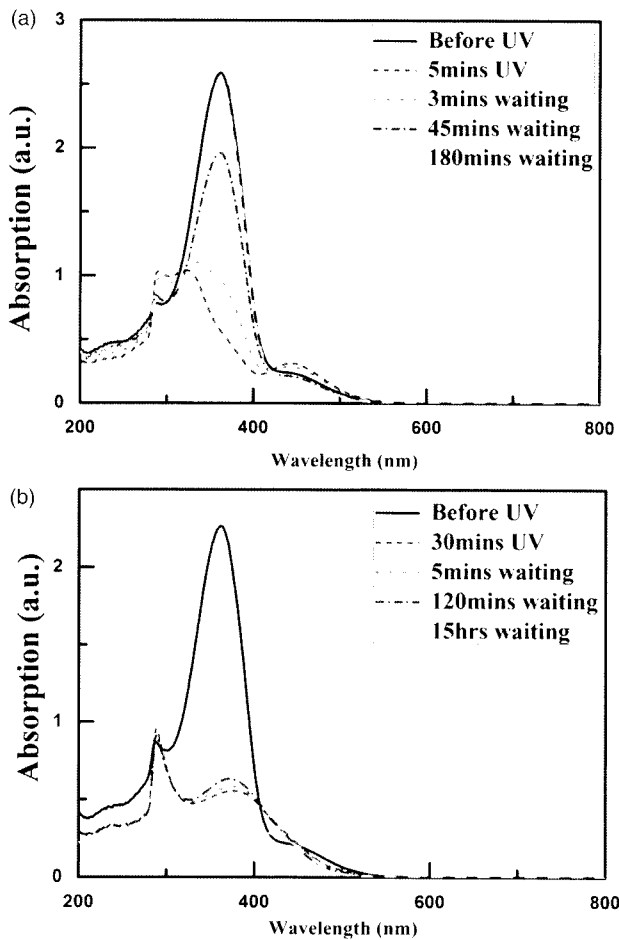 (a)
3
2
1
0
Absorption (a.u.)
Before UV
5mins UV
3mins waiting
45mins waiting
180mins waiting
200 400 600 800
Wavelength (nm)
(b)
2
1
0
Absorption (a.u.)
Before UV
30mins UV
5mins waiting
120mins waiting
15hrs waiting
200 400 600 800
Wavelength (nm)